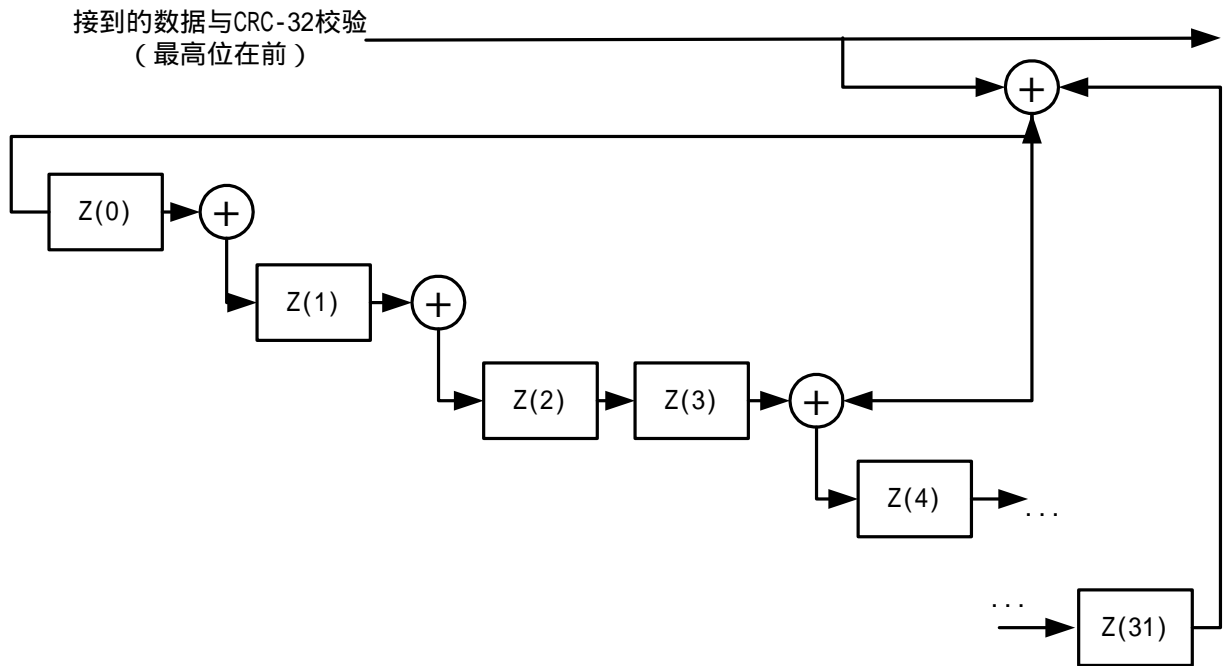 接到的数据与CRC-32校验
（最高位在前）
+
Z(0)
+
Z(1)
+
Z(2)
Z(3)
+
Z(4)
...
...
Z(31)